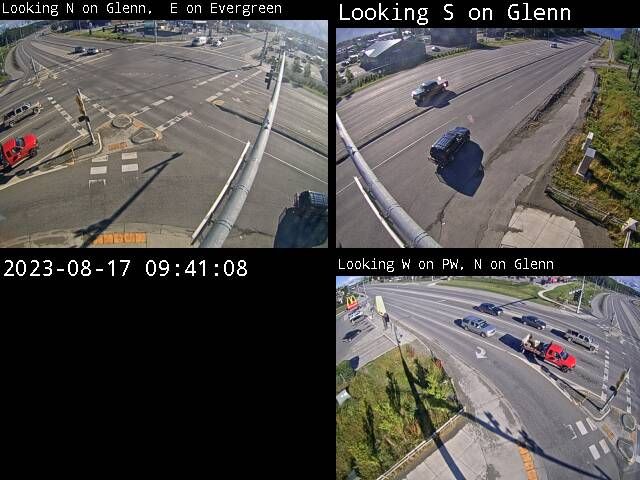 Looking N on Glenn, E on Evergreen
Looking S on Glenn
2023-08-17 09:41:08
Looking W on PW, N on Glenn